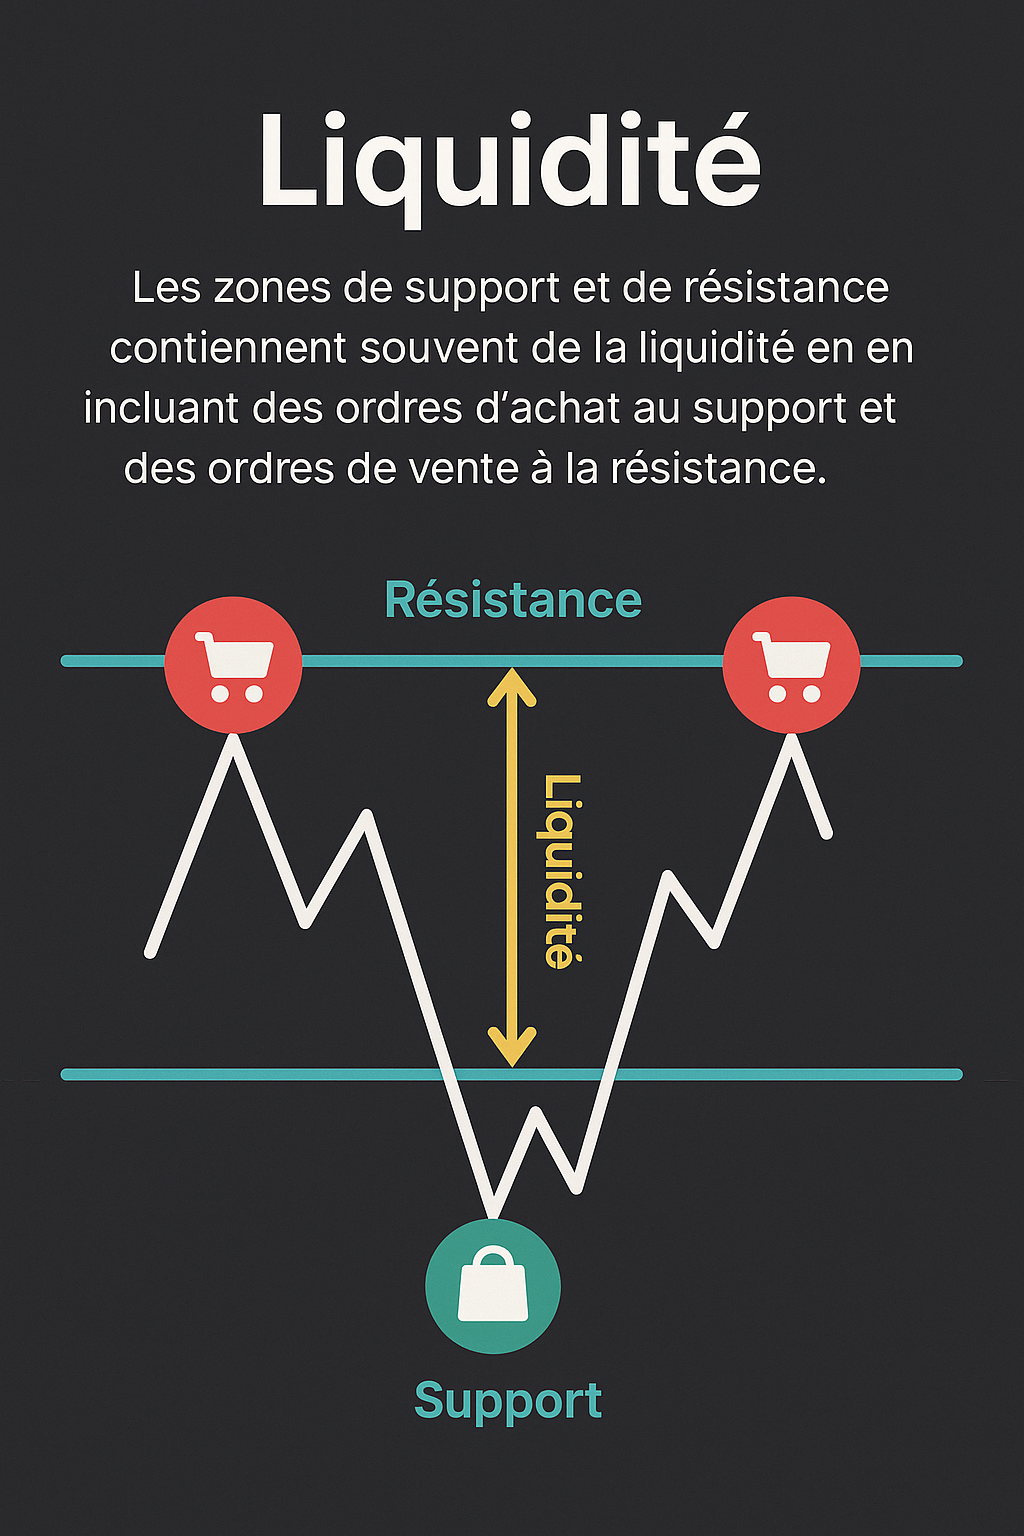 Liquidité
Les zones de support et de résistance
contiennent souvent de la liquidité en en
incluant des ordres d’achat au support et
des ordres de vente à la résistance.
Résistance
Liquidité
Support